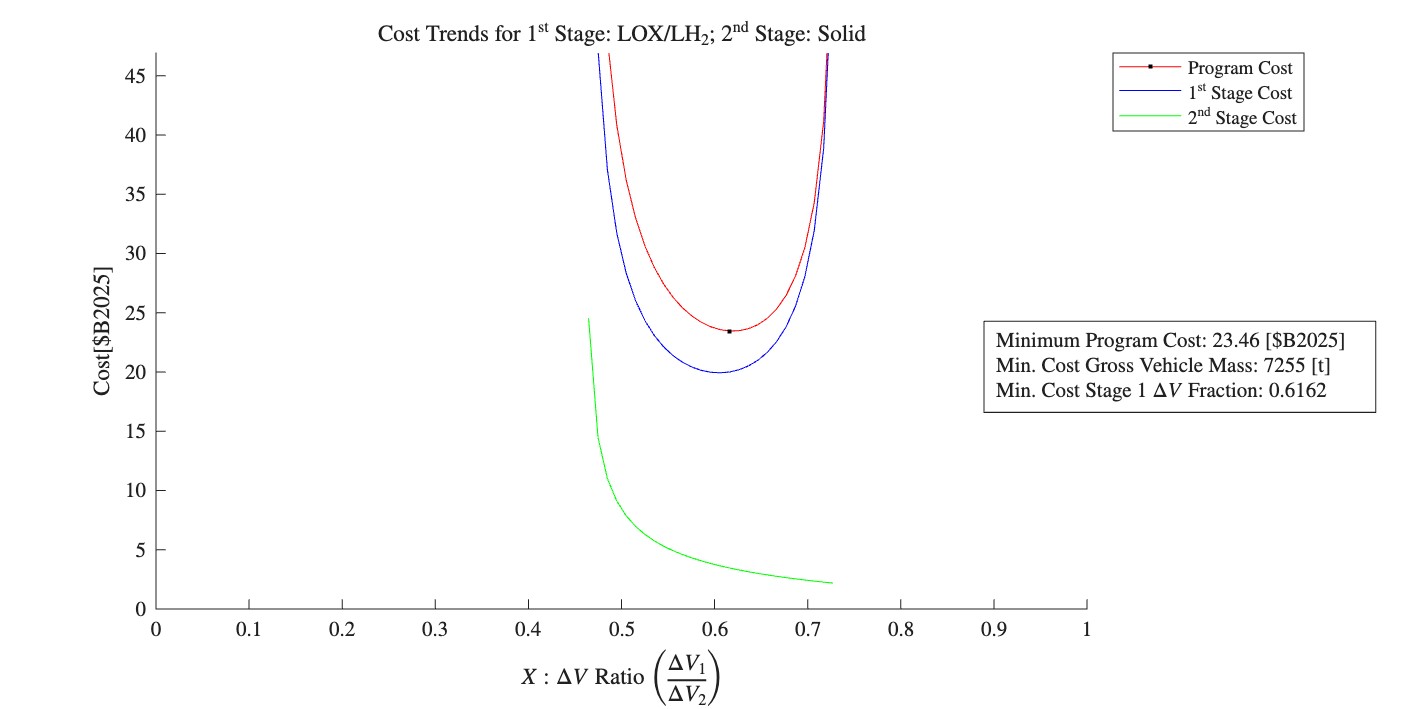 Cost Trends for 1st Stage: LOX/LH2; 2nd Stage: Solid
Program Cost
1st Stage Cost
2nd Stage Cost
Cost[$B2025]
45
40
35
30
25
20
15
10
5
0
Minimum Program Cost: 23.46 [$B2025]
Min. Cost Gross Vehicle Mass: 7255 [t]
Min. Cost Stage 1 ΔV Fraction: 0.6162
0 0.1 0.2 0.3 0.4 0.5 0.6 0.7 0.8 0.9 1
X : ΔV Ratio (ΔV1/ΔV2)